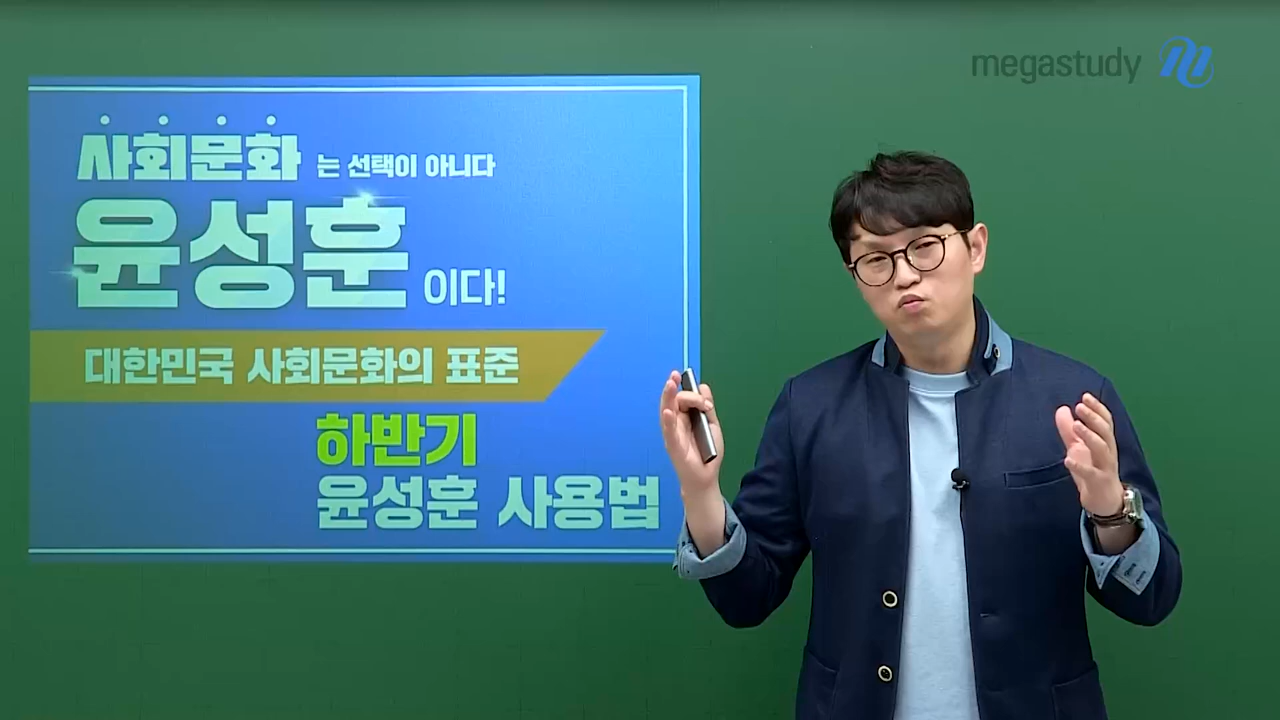 megastudy
사회문화는 선택이 아니다
윤성훈이다!
대한민국 사회문화의 표준
하반기
윤성훈 사용법